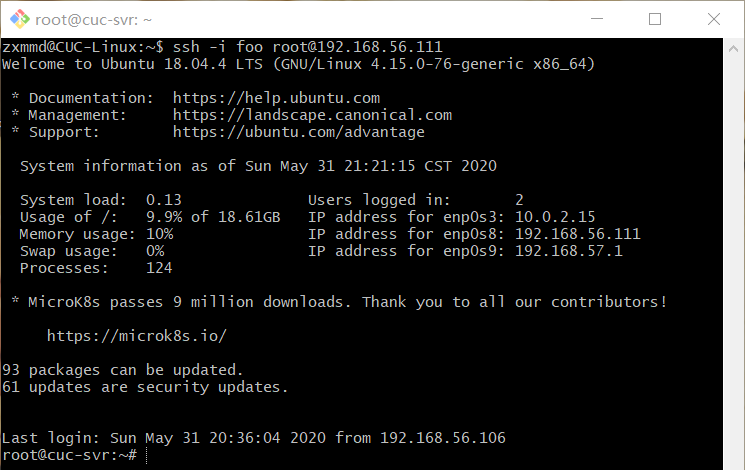 root@cuc-svr: ~
zxmmd@CUC-Linux:~$ ssh -i foo root@192.168.56.111
Welcome to Ubuntu 18.04.4 LTS (GNU/Linux 4.15.0-76-generic x86_64)
* Documentation:  https://help.ubuntu.com
* Management:     https://landscape.canonical.com
* Support:        https://ubuntu.com/advantage
System information as of Sun May 31 21:21:15 CST 2020
System load:  0.13              Users logged in:       2
Usage of /:   9.9% of 18.61GB   IP address for enp0s3: 10.0.2.15
Memory usage: 10%               IP address for enp0s8: 192.168.56.111
Swap usage:   0%                IP address for enp0s9: 192.168.57.1
Processes:    124
* MicroK8s passes 9 million downloads. Thank you to all our contributors!
https://microk8s.io/
93 packages can be updated.
61 updates are security updates.
Last login: Sun May 31 20:36:04 2020 from 192.168.56.106
root@cuc-svr:~#